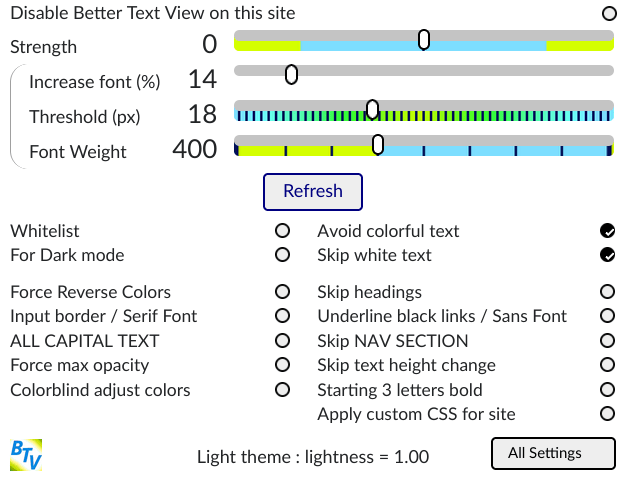 Disable Better Text View on this site
Strength 0
Increase font (%) 14
Threshold (px) 18
Font Weight 400
Refresh
Whitelist Avoid colorful text
For Dark mode Skip white text
Force Reverse Colors Skip headings
Input border / Serif Font Underline black links / Sans Font
ALL CAPITAL TEXT Skip NAV SECTION
Force max opacity Skip text height change
Colorblind adjust colors Starting 3 letters bold
Apply custom CSS for site
BTV Light theme : lightness = 1.00 All Settings